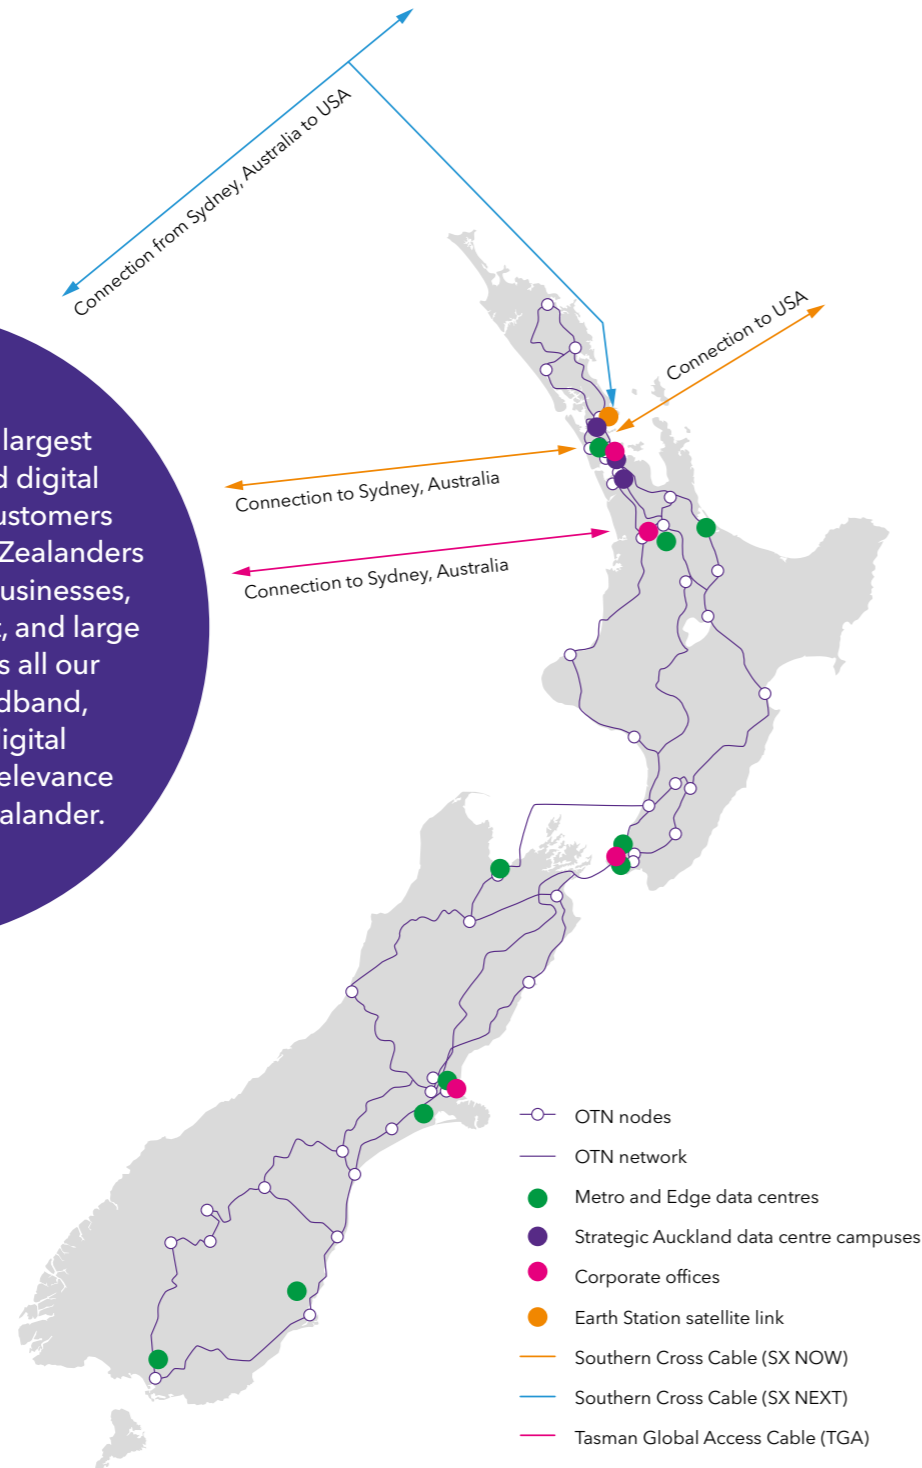 Connection from Sydney, Australia to USA
Connection to USA
largest
d digital
ustomers
Zealanders
usinesses,
, and large
s all our
dband,
igital
elevance
alander.
Connection to Sydney, Australia
Connection to Sydney, Australia
OTN nodes
OTN network
Metro and Edge data centres
Strategic Auckland data centre campuses
Corporate offices
Earth Station satellite link
Southern Cross Cable (SX NOW)
Southern Cross Cable (SX NEXT)
Tasman Global Access Cable (TGA)